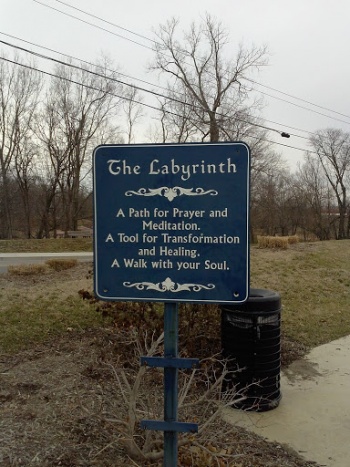 The Labyrinth
A Path for Prayer and
Meditation.
A Tool for Transformation
and Healing.
A Walk with your Soul.